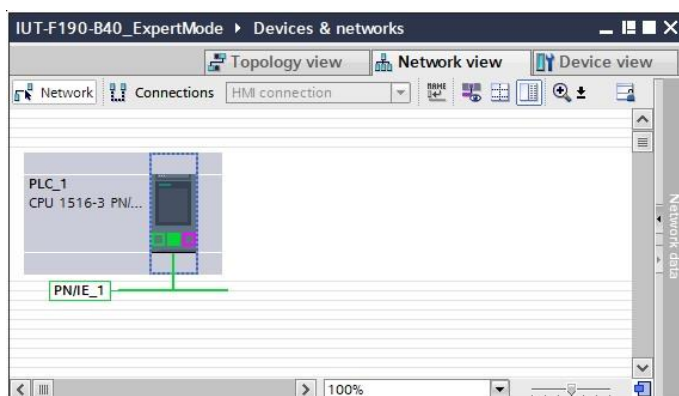 IUT-F190-B40_ExpertMode ▸ Devices & networks
Topology view Network view Device view
Network Connections HMI connection
NAME
PLC_1
CPU 1516-3 PN/...
PN/IE_1
Network data
100%